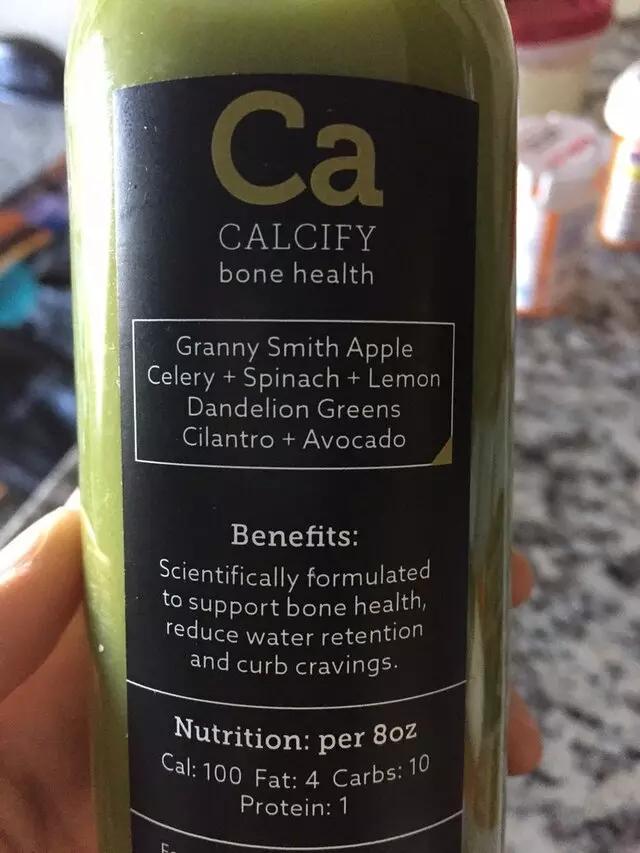 Ca
CALCIFY
bone health
Granny Smith Apple
Celery + Spinach + Lemon
Dandelion Greens
Cilantro + Avocado
Benefits:
Scientifically formulated
to support bone health,
reduce water retention
and curb cravings.
Nutrition: per 8oz
Cal: 100 Fat: 4 Carbs: 10
Protein: 1